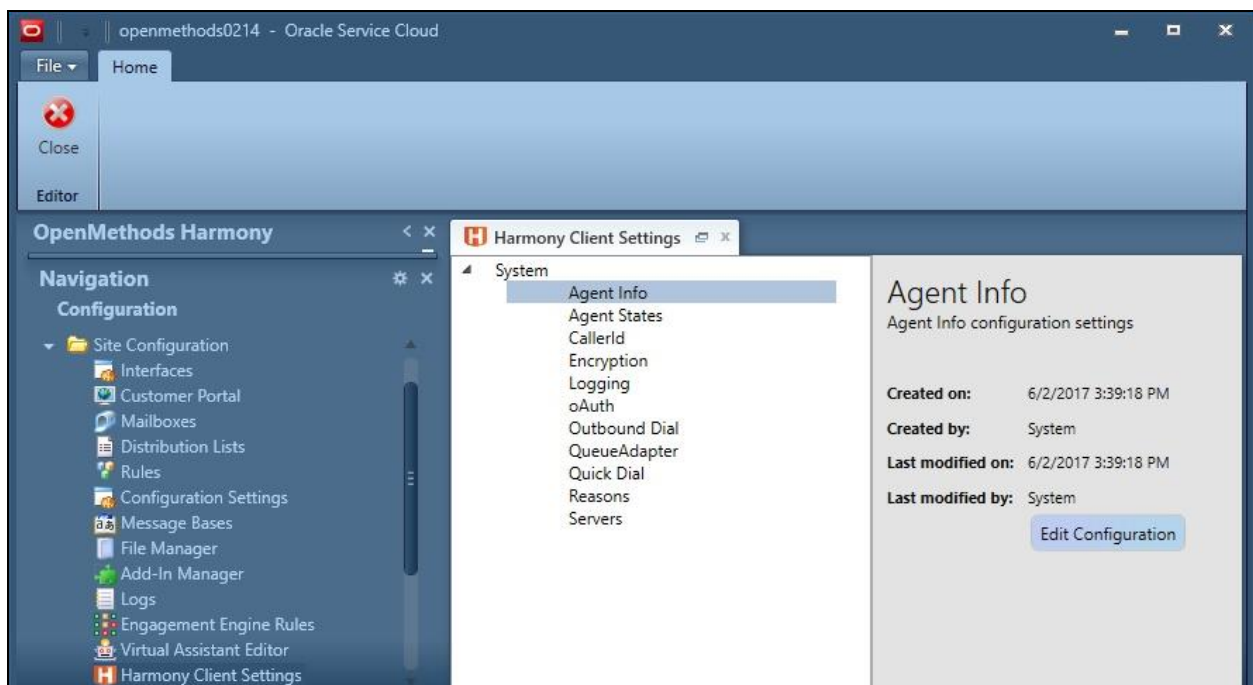 openmethods0214 - Oracle Service Cloud
File Home
Close
Editor
OpenMethods Harmony
Navigation
Configuration
Site Configuration
Interfaces
Customer Portal
Mailboxes
Distribution Lists
Rules
Configuration Settings
Message Bases
File Manager
Add-In Manager
Logs
Engagement Engine Rules
Virtual Assistant Editor
Harmony Client Settings
Harmony Client Settings
System
Agent Info
Agent States
CallerId
Encryption
Logging
oAuth
Outbound Dial
QueueAdapter
Quick Dial
Reasons
Servers
Agent Info
Agent Info configuration settings
Created on: 6/2/2017 3:39:18 PM
Created by: System
Last modified on: 6/2/2017 3:39:18 PM
Last modified by: System
Edit Configuration